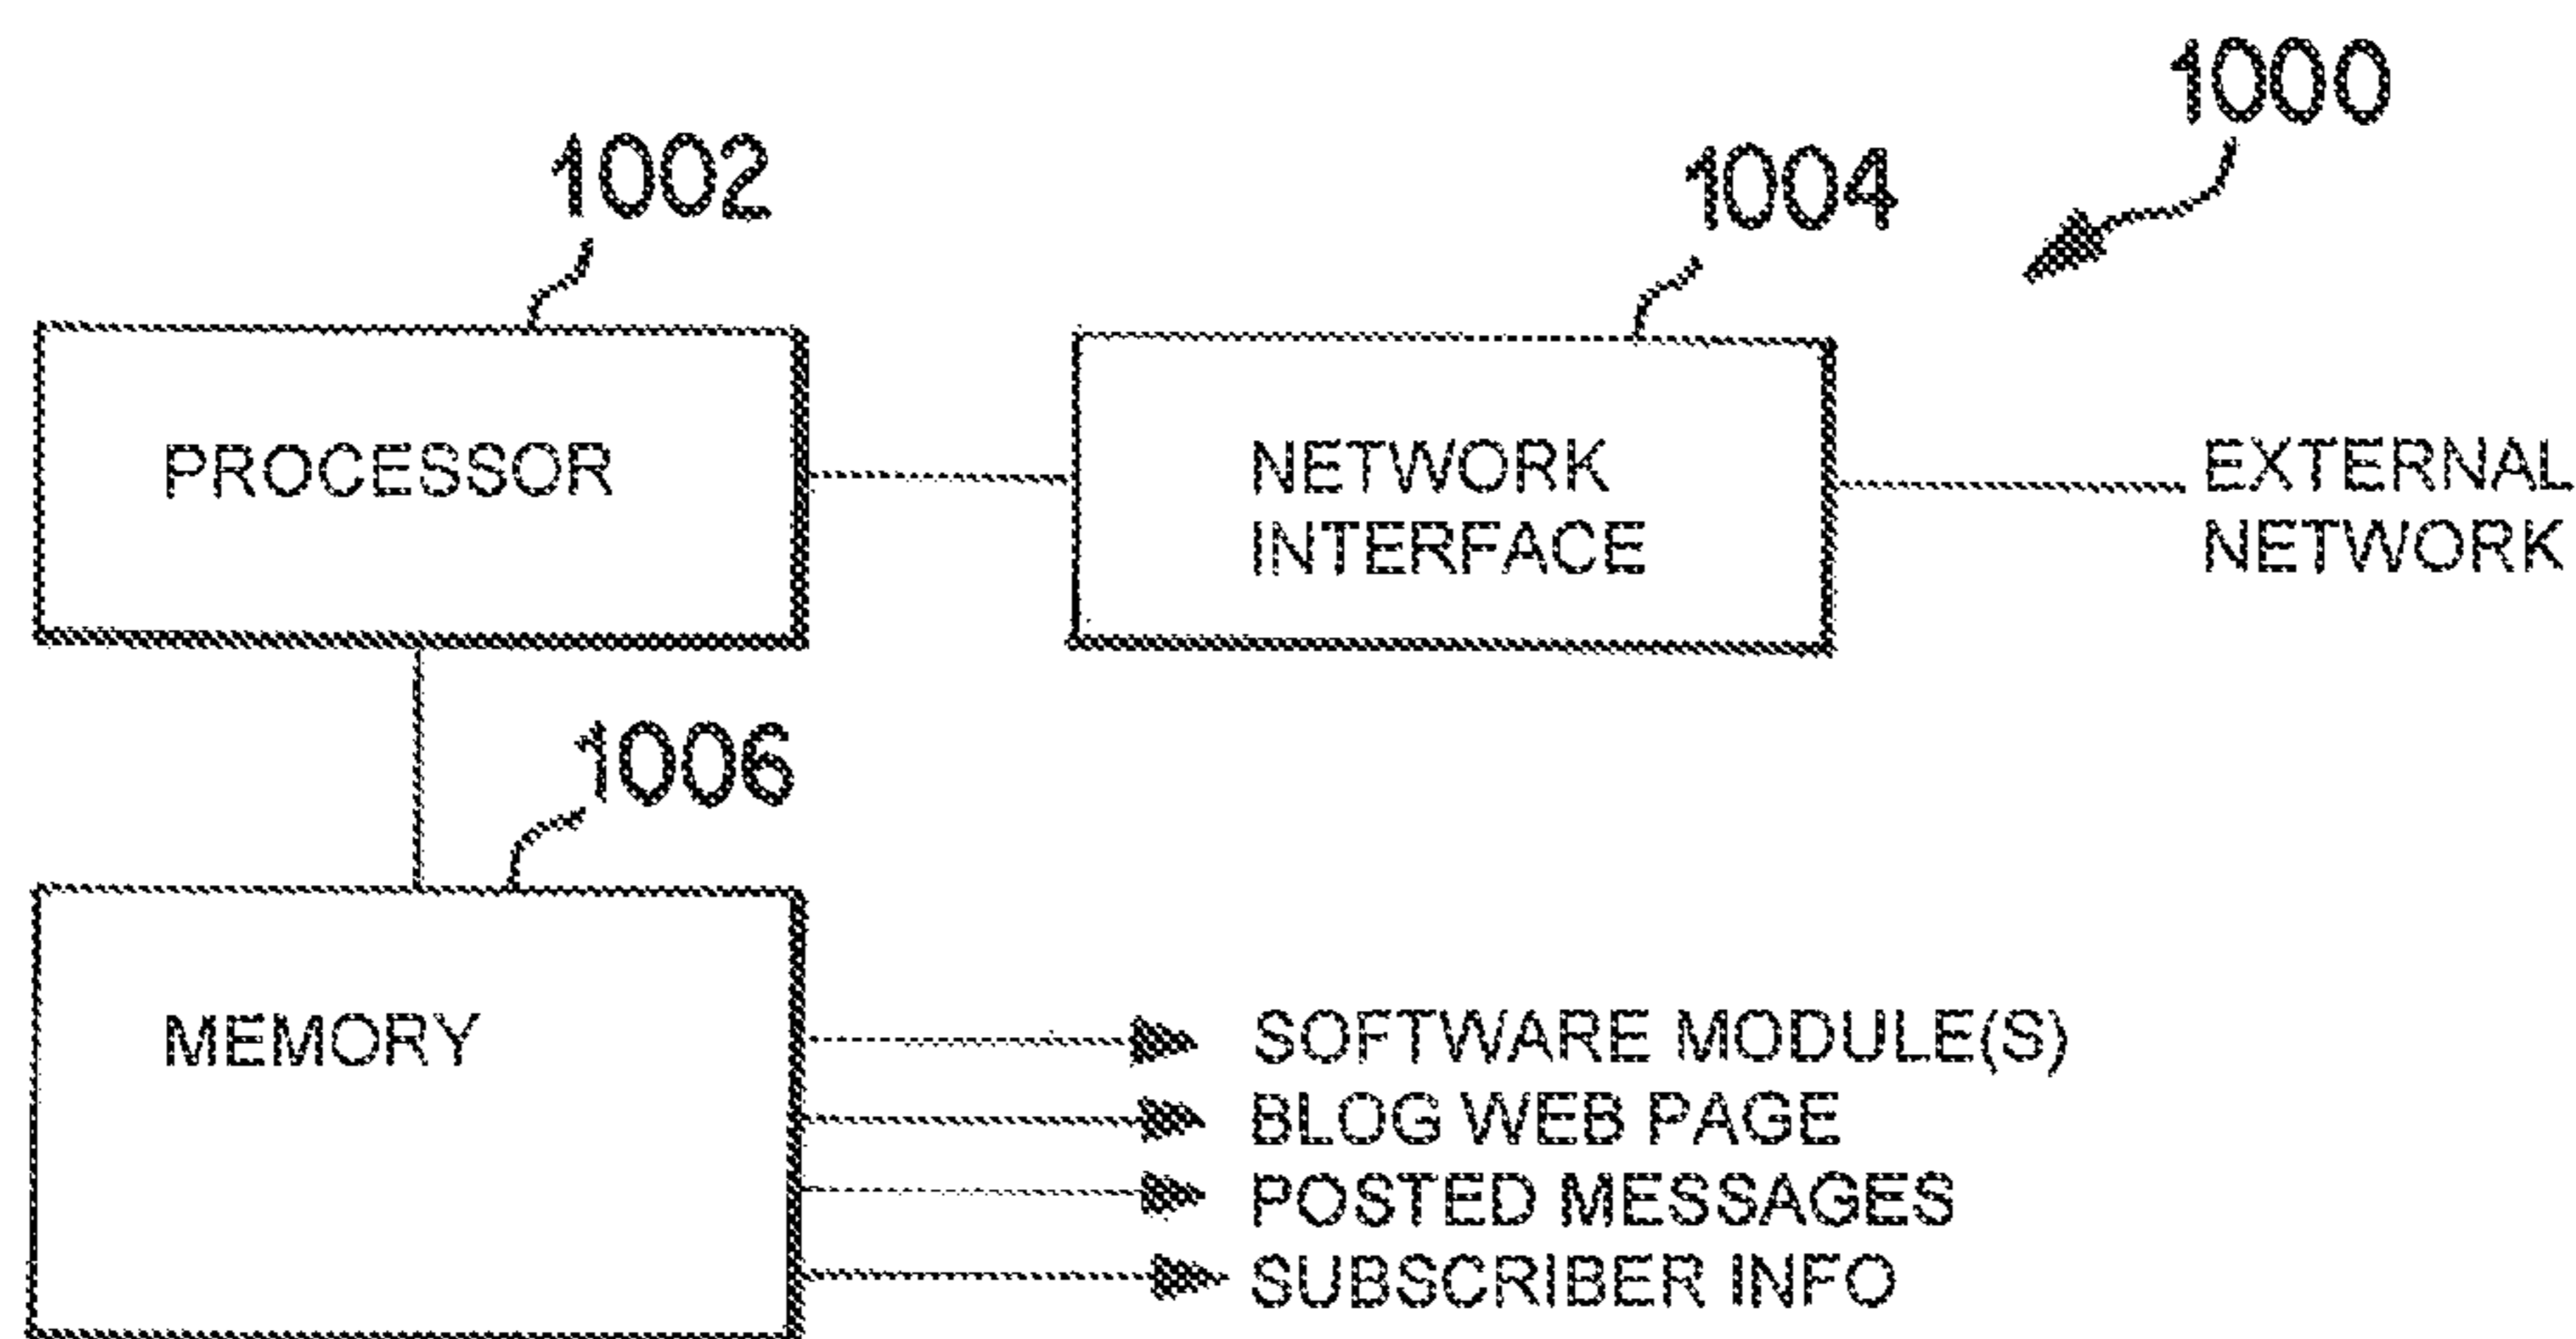 1000
1002
1004
PROCESSOR
NETWORK
INTERFACE
EXTERNAL
NETWORK
1006
MEMORY
SOFTWARE MODULE(S)
BLOG WEB PAGE
POSTED MESSAGES
SUBSCRIBER INFO